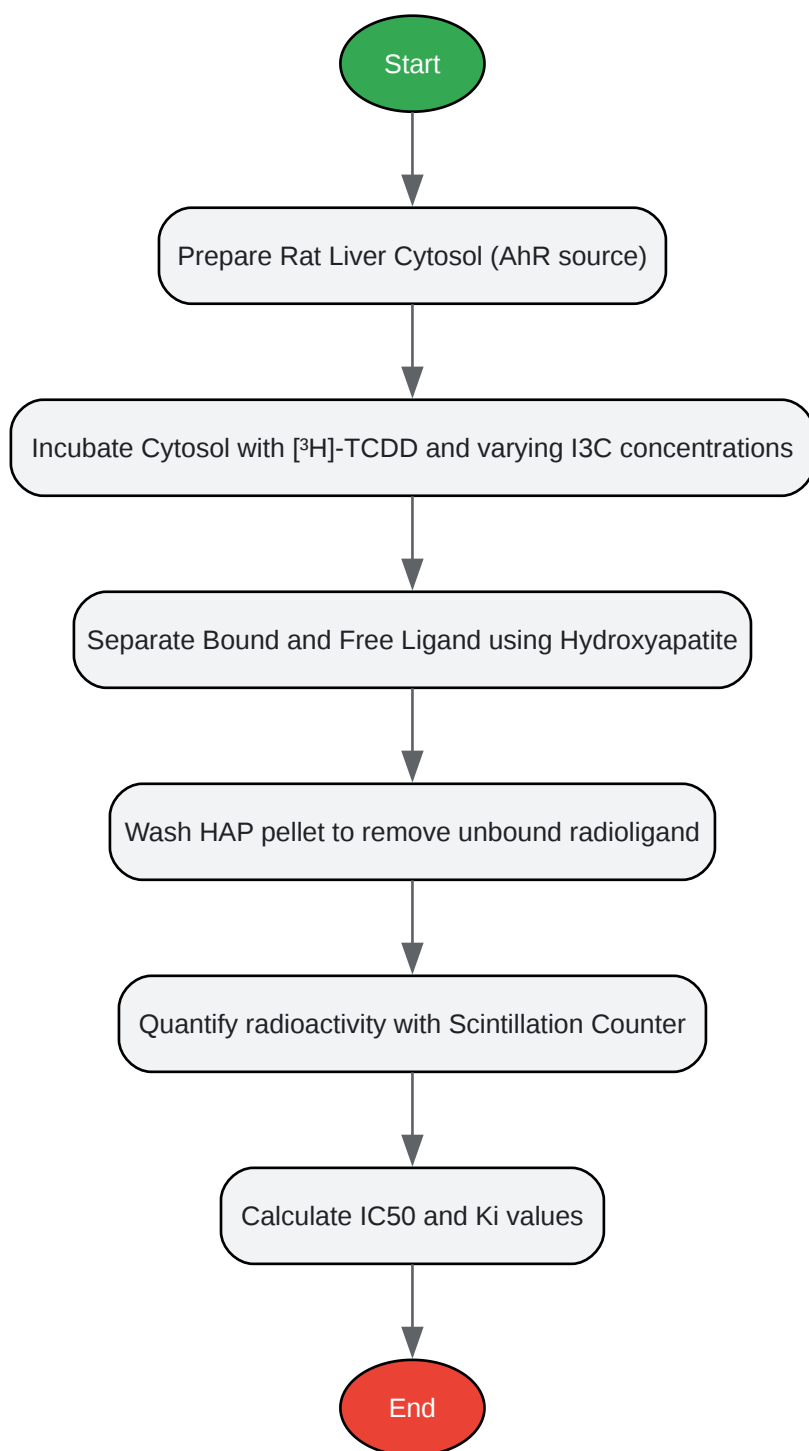 Start
Prepare Rat Liver Cytosol (AhR source)
Incubate Cytosol with [³H]-TCDD and varying I3C concentrations
Separate Bound and Free Ligand using Hydroxyapatite
Wash HAP pellet to remove unbound radioligand
Quantify radioactivity with Scintillation Counter
Calculate IC50 and Ki values
End